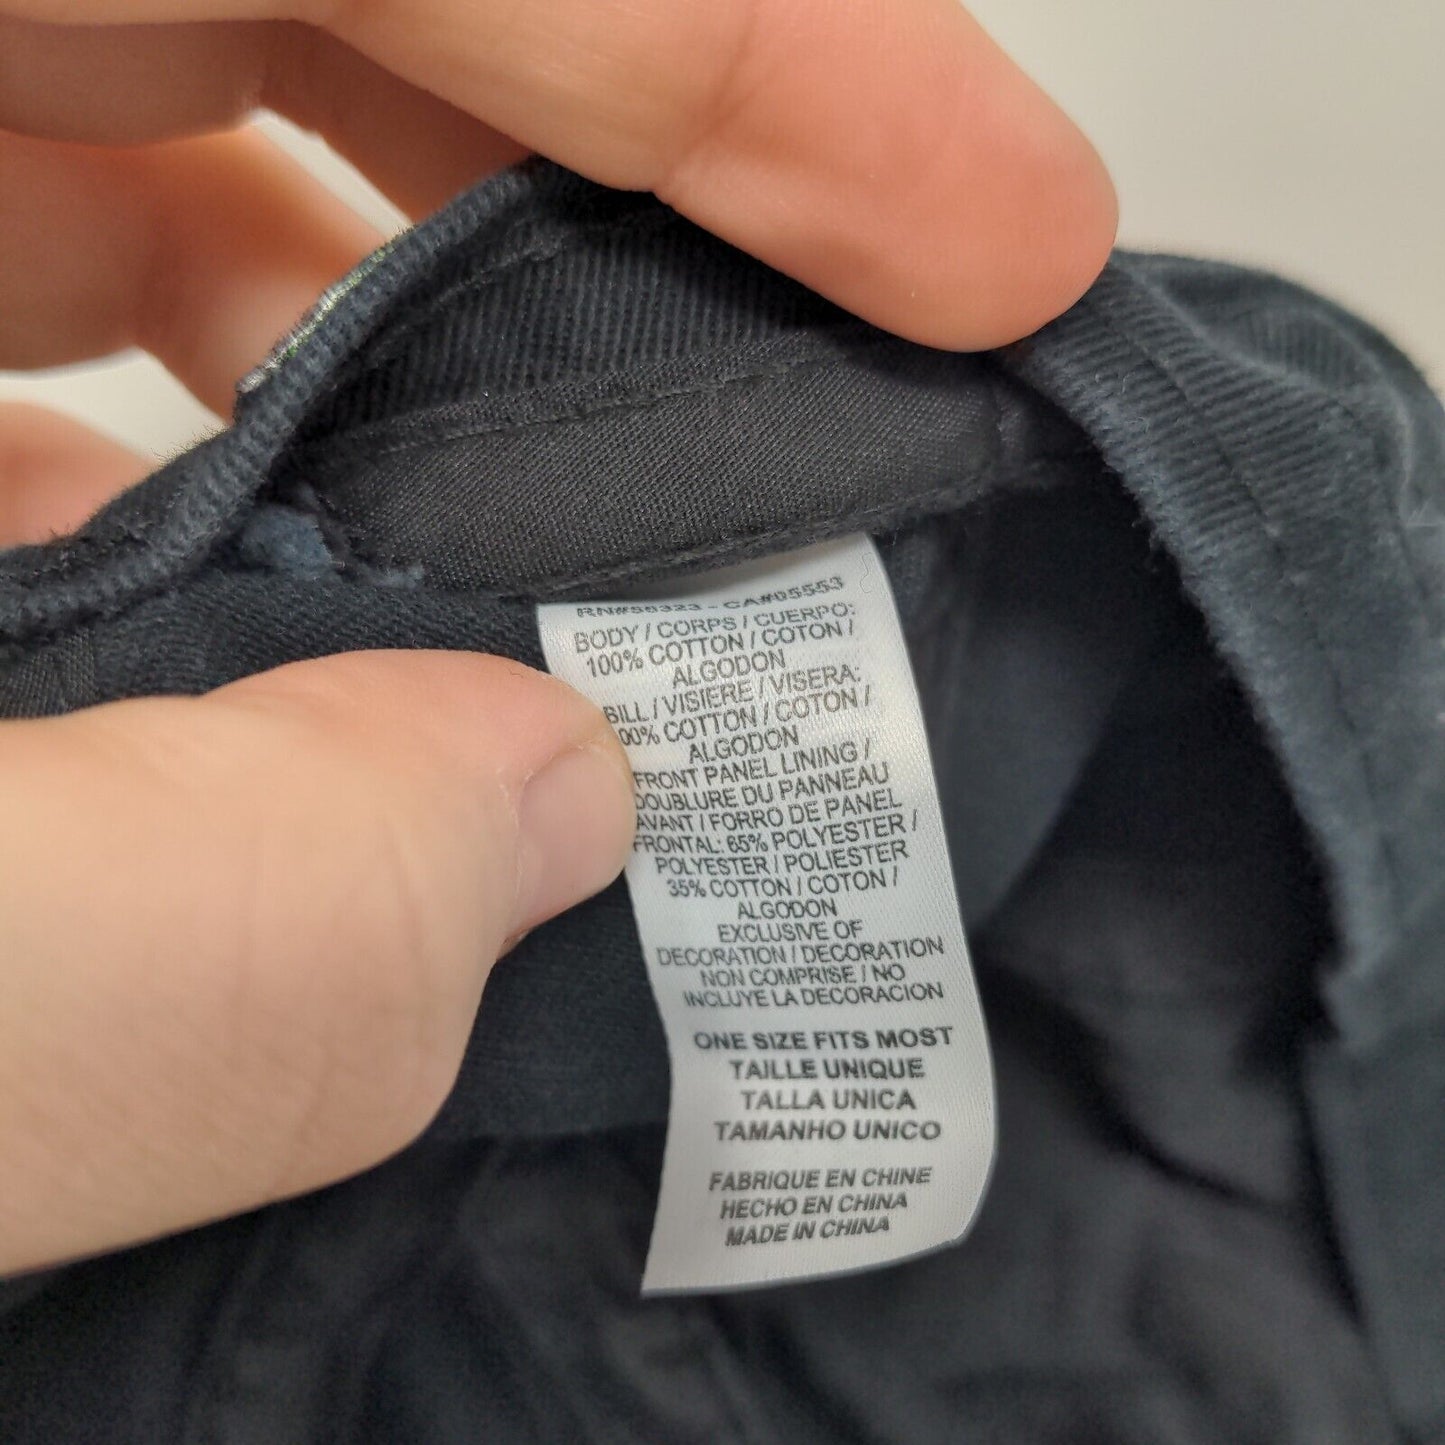 CA#05553
BODY / CORPS / CUERPO:
100% COTTON / COTON /
ALGODON
BILL / VISIERE / VISERA:
00% COTTON / COTON /
ALGODON
FRONT PANEL LINING /
DOUBLURE DU PANNEAU
AVANT / FORRO DE PANEL
FRONTAL: 65% POLYESTER /
POLYESTER / POLIESTER
35% COTTON / COTON /
ALGODON
EXCLUSIVE OF
DECORATION / DECORATION
NON COMPRISE / NO
INCLUYE LA DECORACION
ONE SIZE FITS MOST
TAILLE UNIQUE
TALLA UNICA
TAMANHO UNICO
FABRIQUE EN CHINE
HECHO EN CHINA
MADE IN CHINA